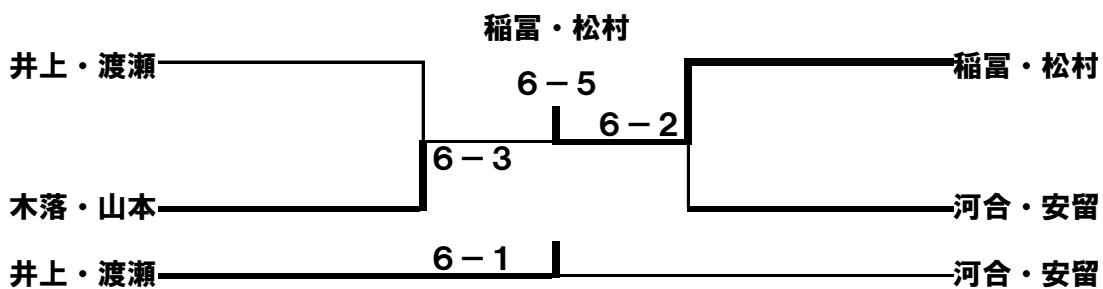 稲冨・松村
井上・渡瀬
稲冨・松村
6－5
6－2
6－3
木落・山本
河合・安留
6－1
井上・渡瀬
河合・安留